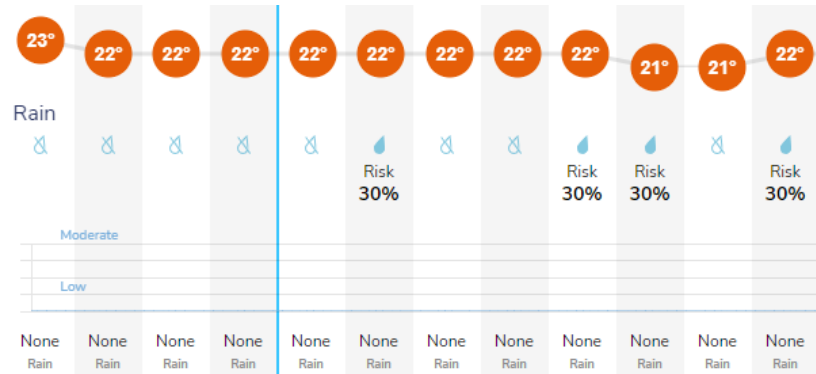 23° 22° 22° 22° 22° 22° 22° 22° 22° 21° 21° 22°
Rain
Risk Risk Risk Risk
30% 30% 30% 30%
Moderate
Low
None None None None None None None None None None None None
Rain Rain Rain Rain Rain Rain Rain Rain Rain Rain Rain Rain